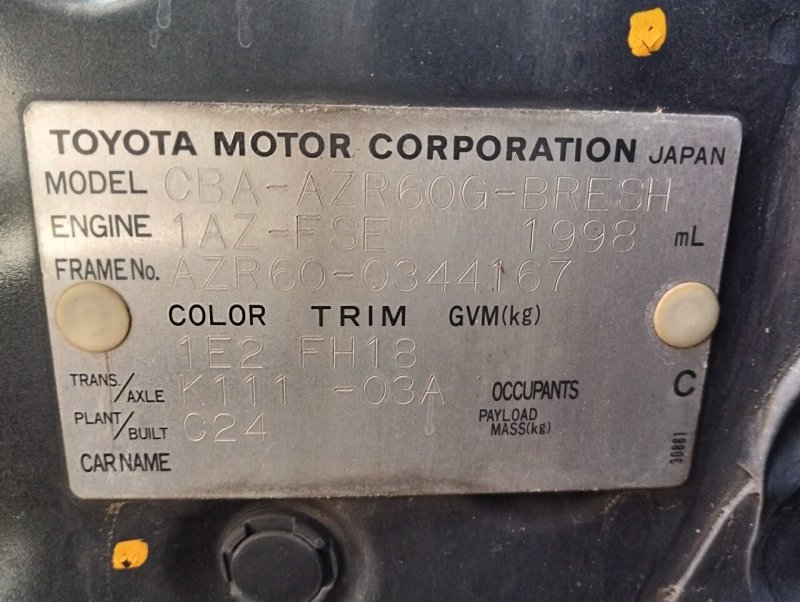 TOYOTA MOTOR CORPORATION JAPAN
MODEL CBA-AZR60G-BRESH
ENGINE 1AZ-FSE 1998 mL
FRAME No. AZR60-0344167
COLOR TRIM GVM(kg)
1E2 FH18
TRANS./AXLE K111 -03A OCCUPANTS C
PLANT/BUILT C24 PAYLOAD MASS(kg)
CAR NAME
30881